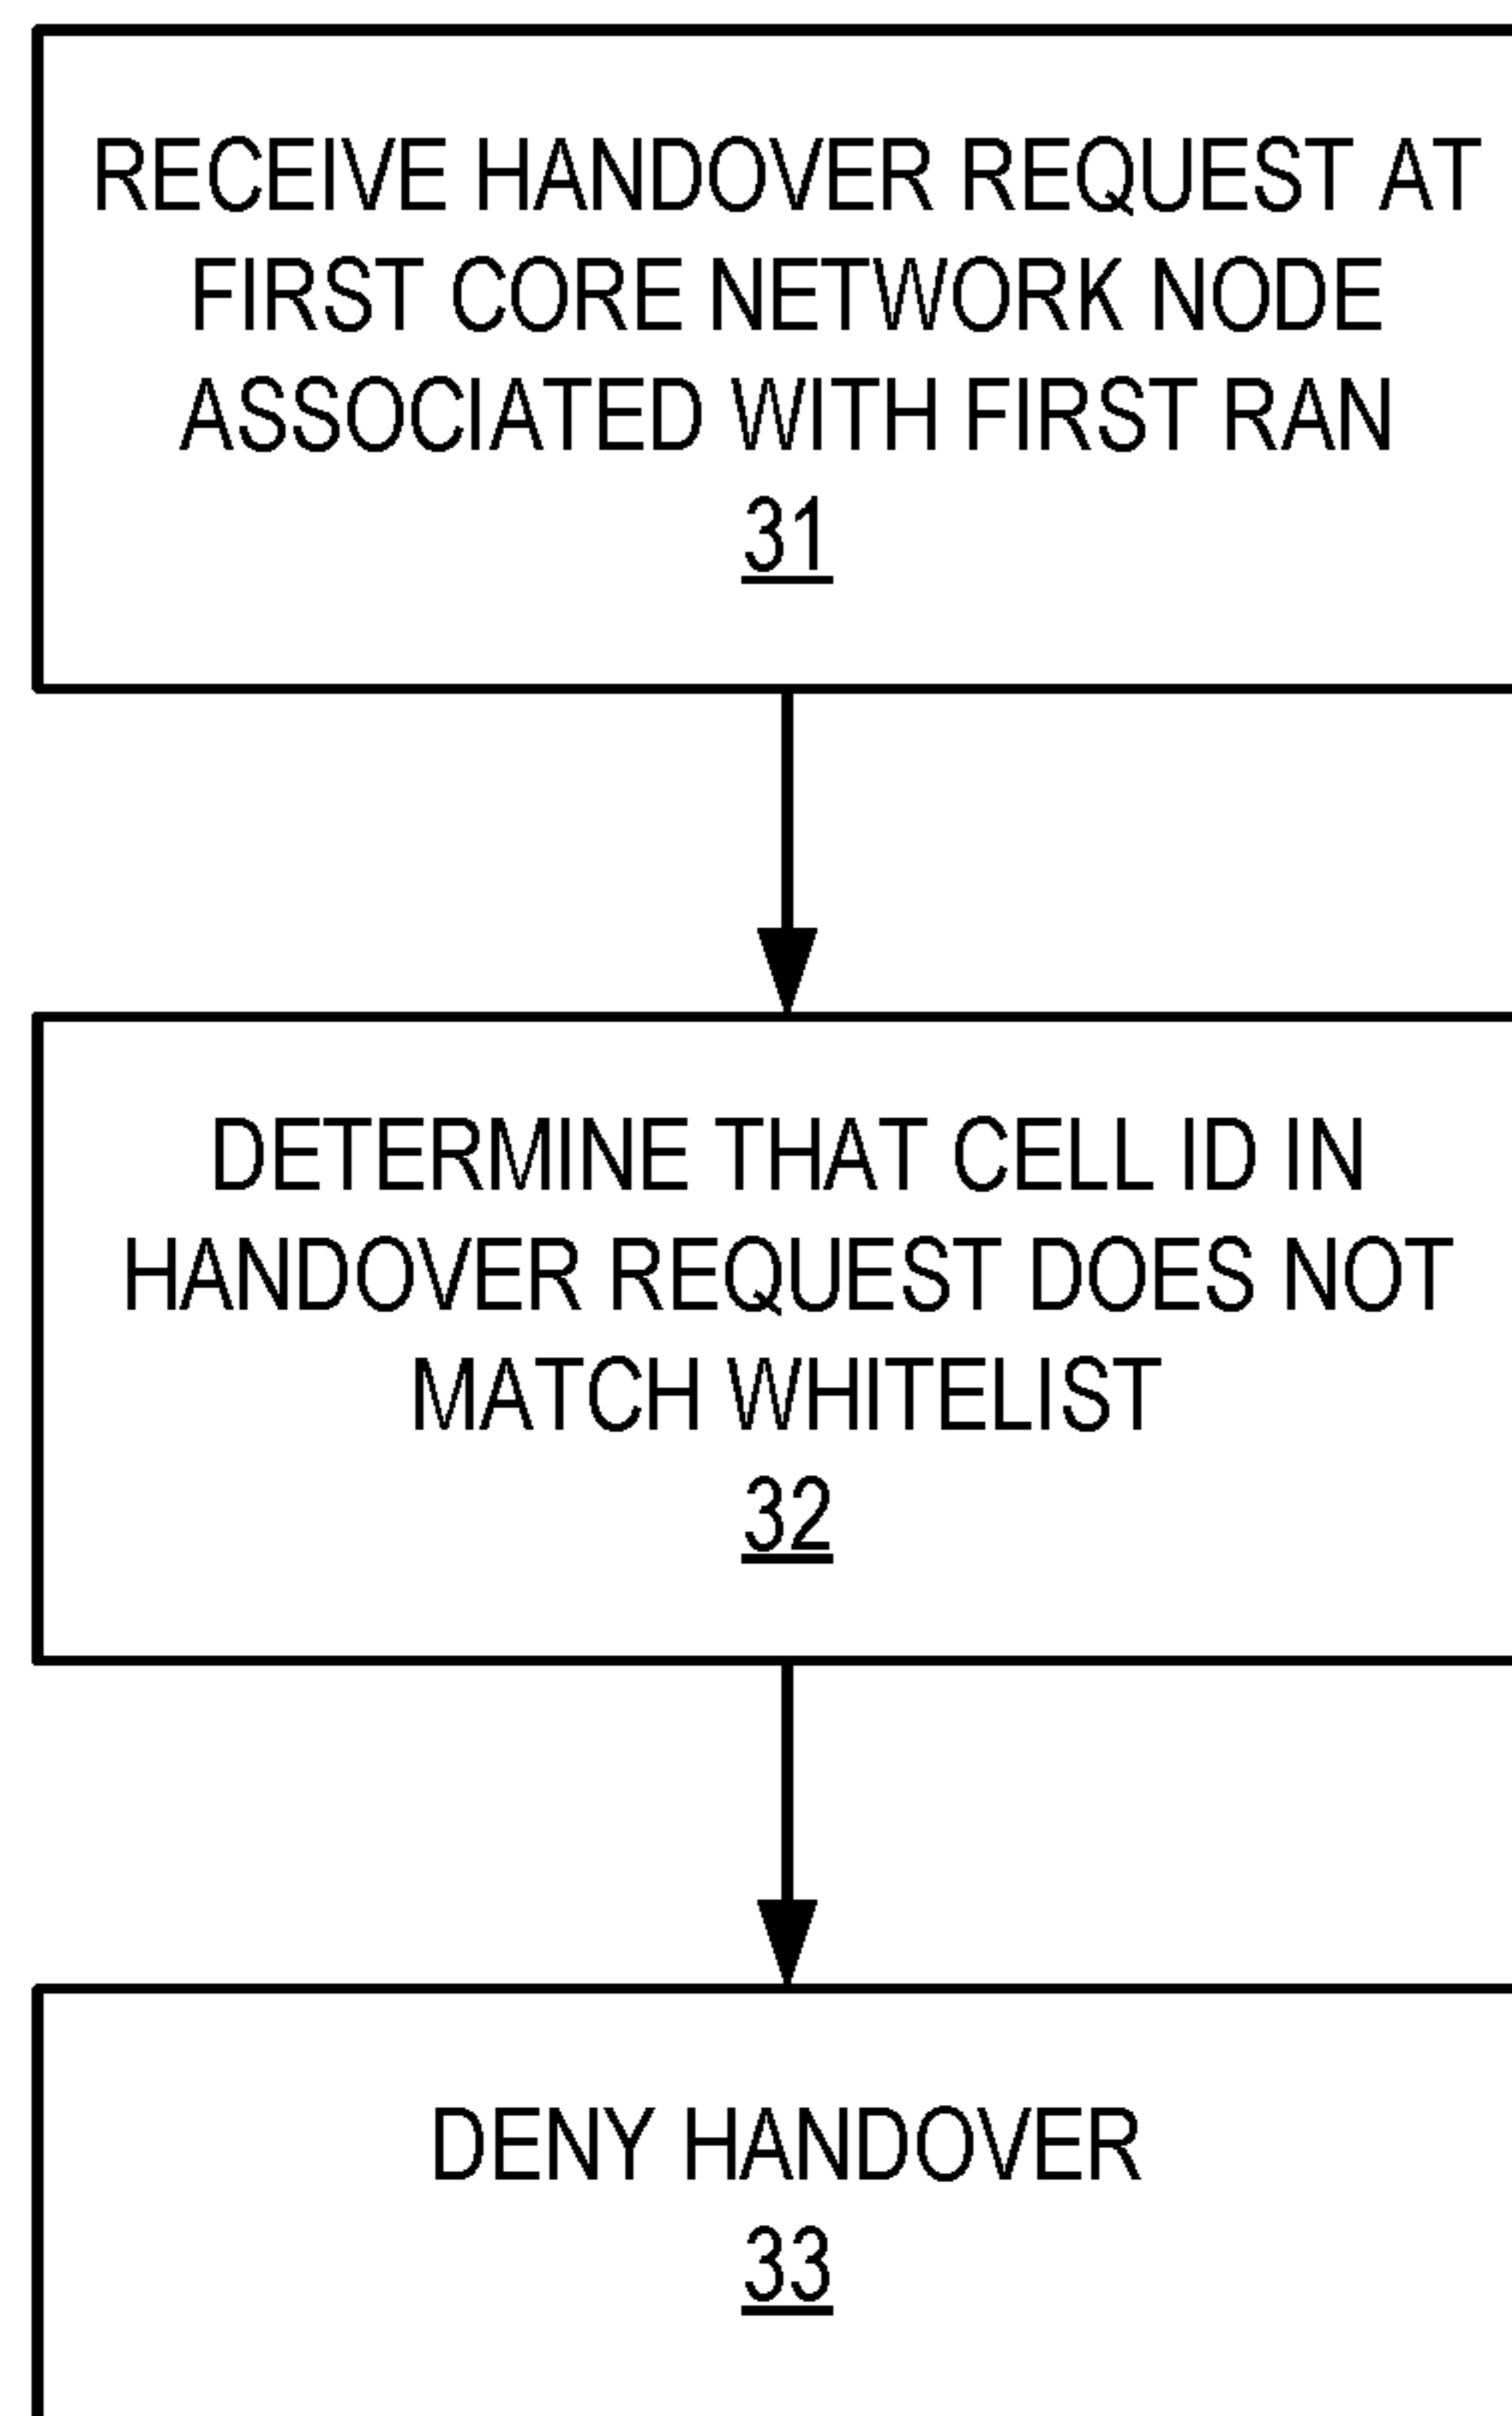 RECEIVE HANDOVER REQUEST AT
FIRST CORE NETWORK NODE
ASSOCIATED WITH FIRST RAN
31
DETERMINE THAT CELL ID IN
HANDOVER REQUEST DOES NOT
MATCH WHITELIST
32
DENY HANDOVER
33